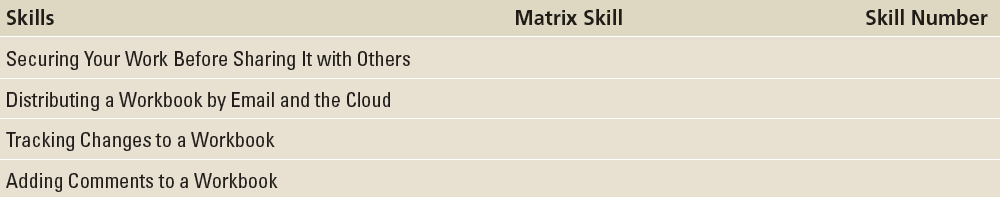 Skills Matrix Skill Skill Number
Securing Your Work Before Sharing It with Others
Distributing a Workbook by Email and the Cloud
Tracking Changes to a Workbook
Adding Comments to a Workbook